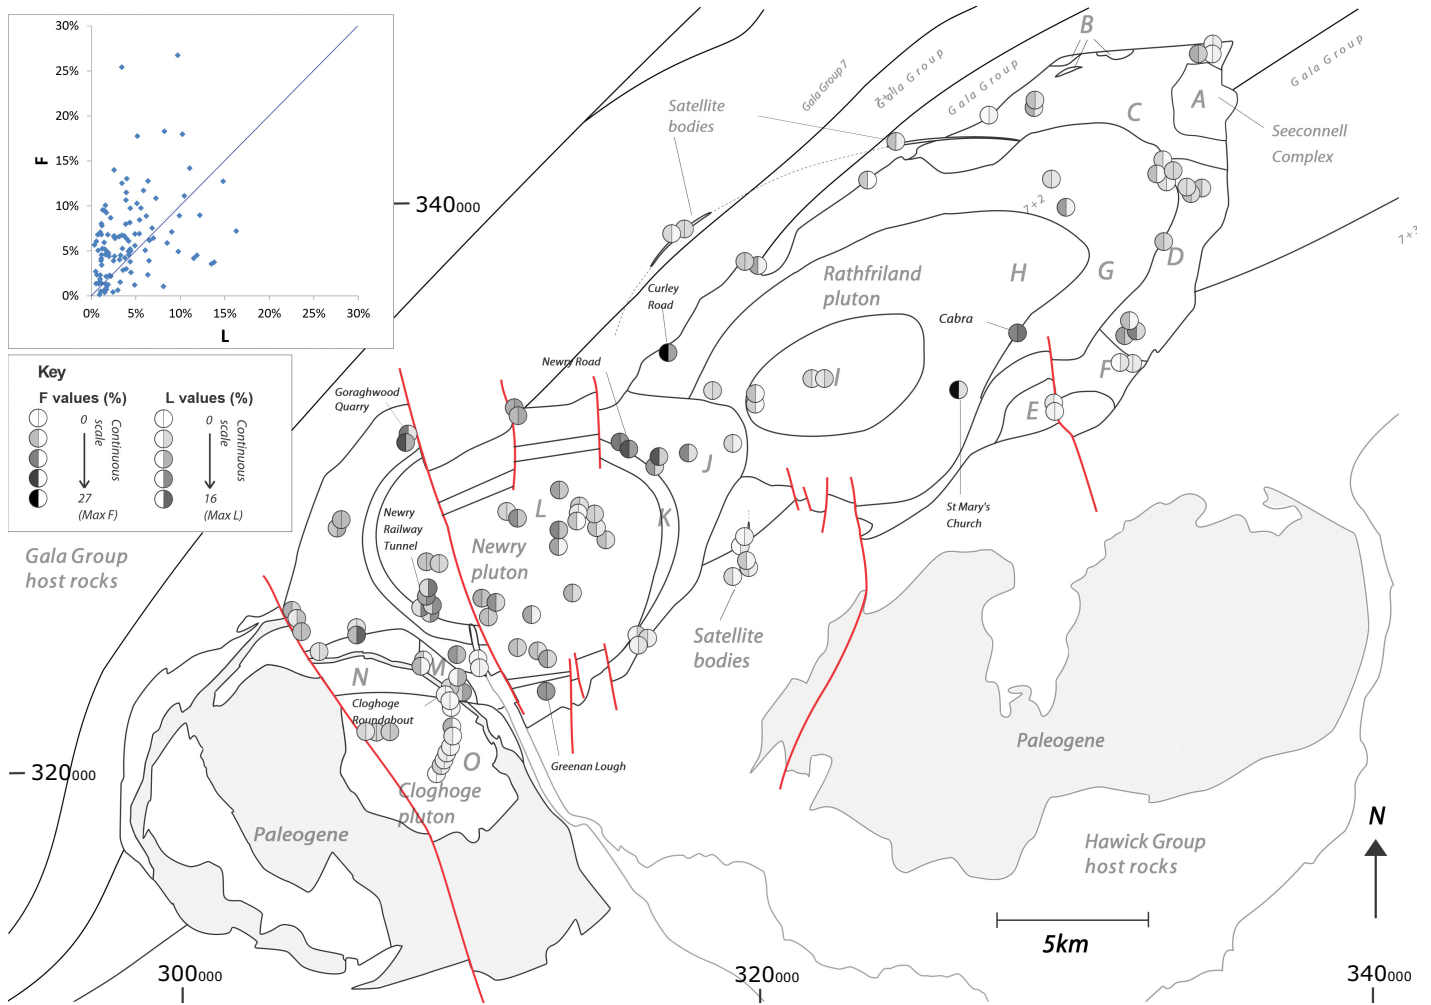 30%
25%
20%
15%
10%
5%
0%
F
0%
5%
10%
15%
20%
25%
30%
L
Key
F values (%)
L values (%)
0
Continuous
scale
27
(Max F)
0
Continuous
scale
16
(Max L)
340000
320000
300000
320000
340000
Gala Group 7
Gala Group
Gala Group
Gala Group
7+2
B
A
C
Seeconnell
Complex
Satellite
bodies
D
G
H
Rathfriland
pluton
Curley
Road
Cabra
Newry Road
F
E
I
J
Goraghwood
Quarry
St Mary's
Church
Newry
Railway
Tunnel
L
K
Newry
pluton
Gala Group
host rocks
Satellite
bodies
N
M
Cloghoge
Roundabout
O
Cloghoge
pluton
Greenan Lough
Paleogene
Paleogene
Hawick Group
host rocks
N
5km